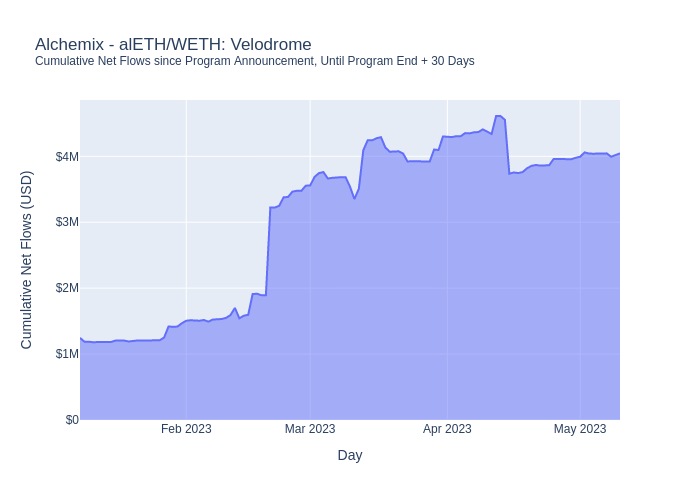 Alchemix - alETH/WETH: Velodrome
Cumulative Net Flows since Program Announcement, Until Program End + 30 Days
Cumulative Net Flows (USD)
$4M
$3M
$2M
$1M
$0
Feb 2023
Mar 2023
Apr 2023
May 2023
Day